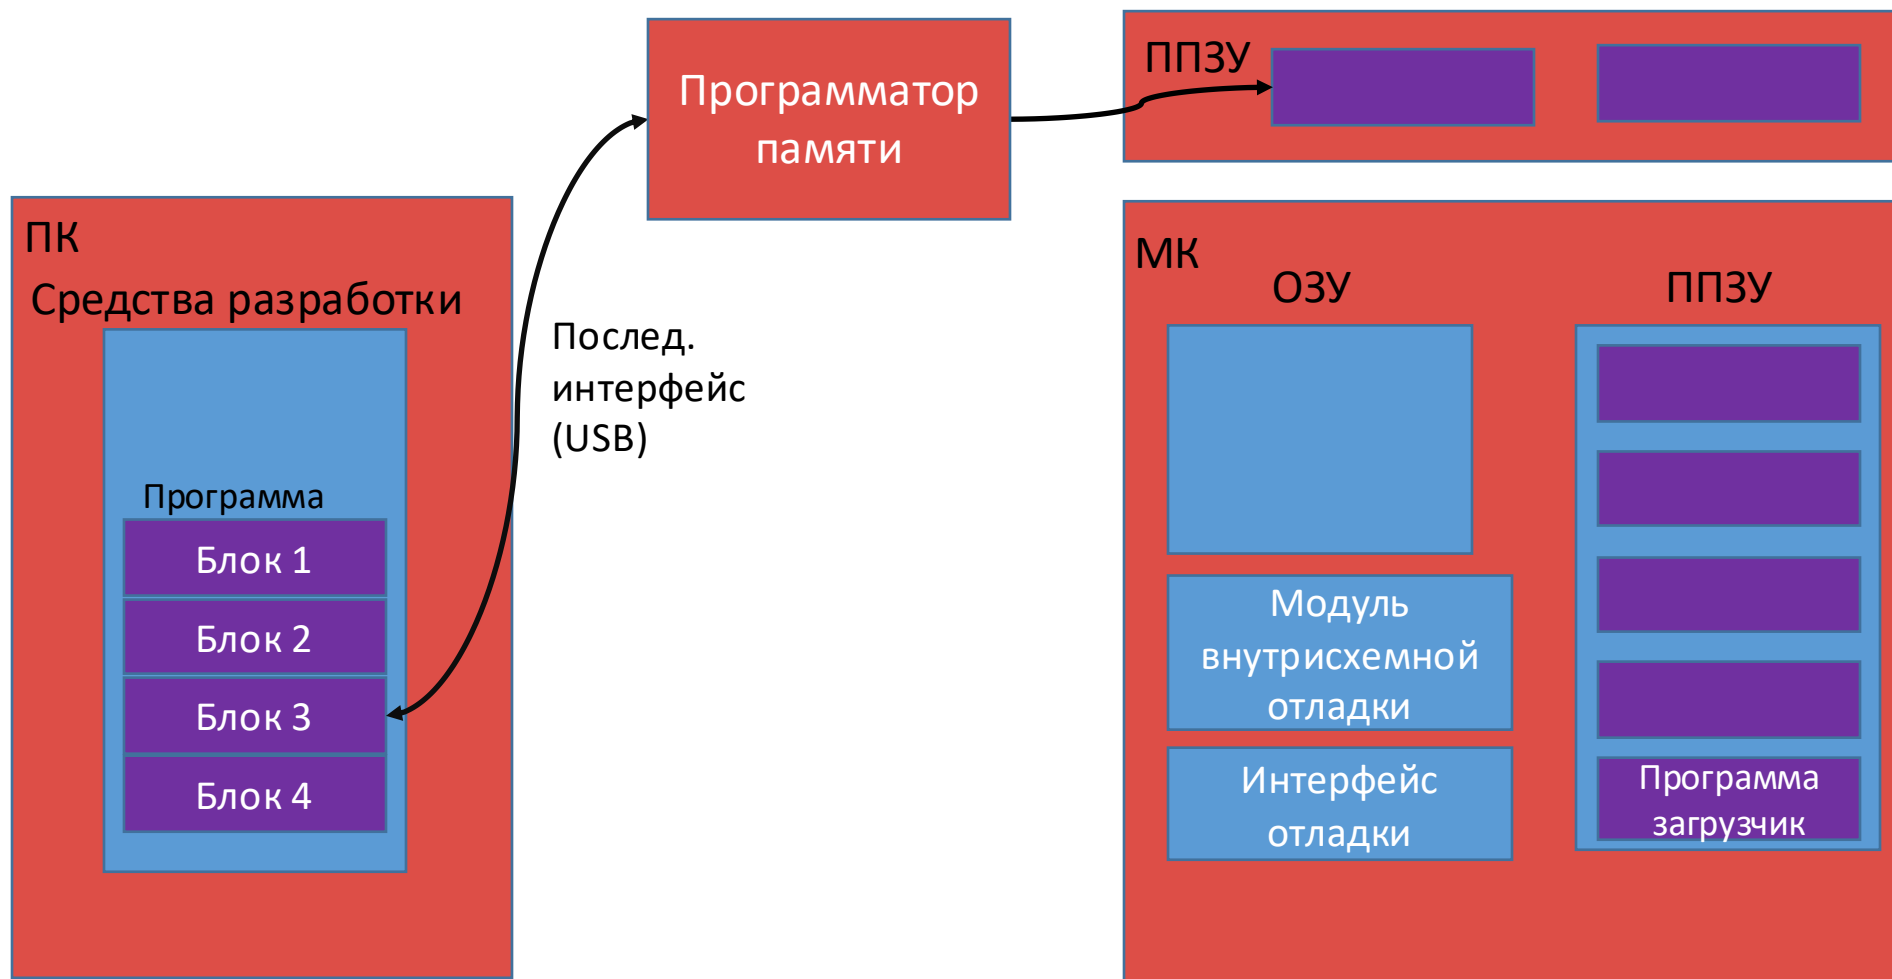 ПК
Средства разработки
Программа
Блок 1
Блок 2
Блок 3
Блок 4
Послед.
интерфейс
(USB)
Программатор
памяти
ППЗУ
МК
ОЗУ
ППЗУ
Модуль
внутрисхемной
отладки
Интерфейс
отладки
Программа
загрузчик